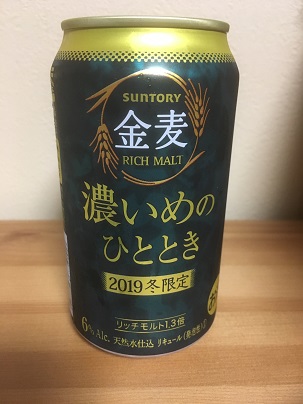 SUNTORY
金麦
RICH MALT
濃いめの
ひととき
2019冬限定
リッチモルト1.3倍
6%Alc. 天然水仕込 リキュール(発泡性)①